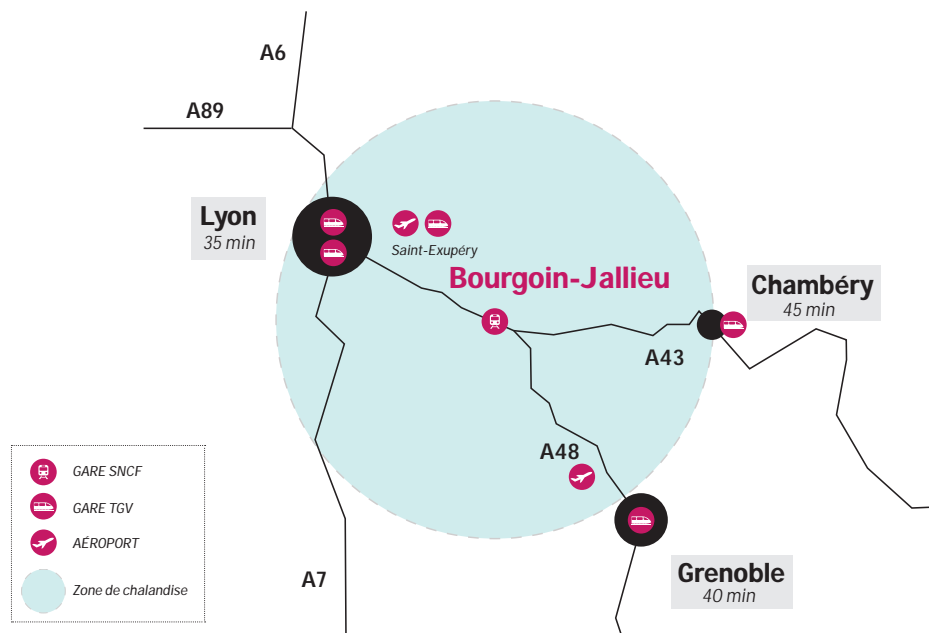 A6
A89
Lyon
35 min
Saint-Exupéry
Bourgoin-Jallieu
Chambéry
45 min
A43
A48
GARE SNCF
GARE TGV
AÉROPORT
Zone de chalandise
A7
Grenoble
40 min